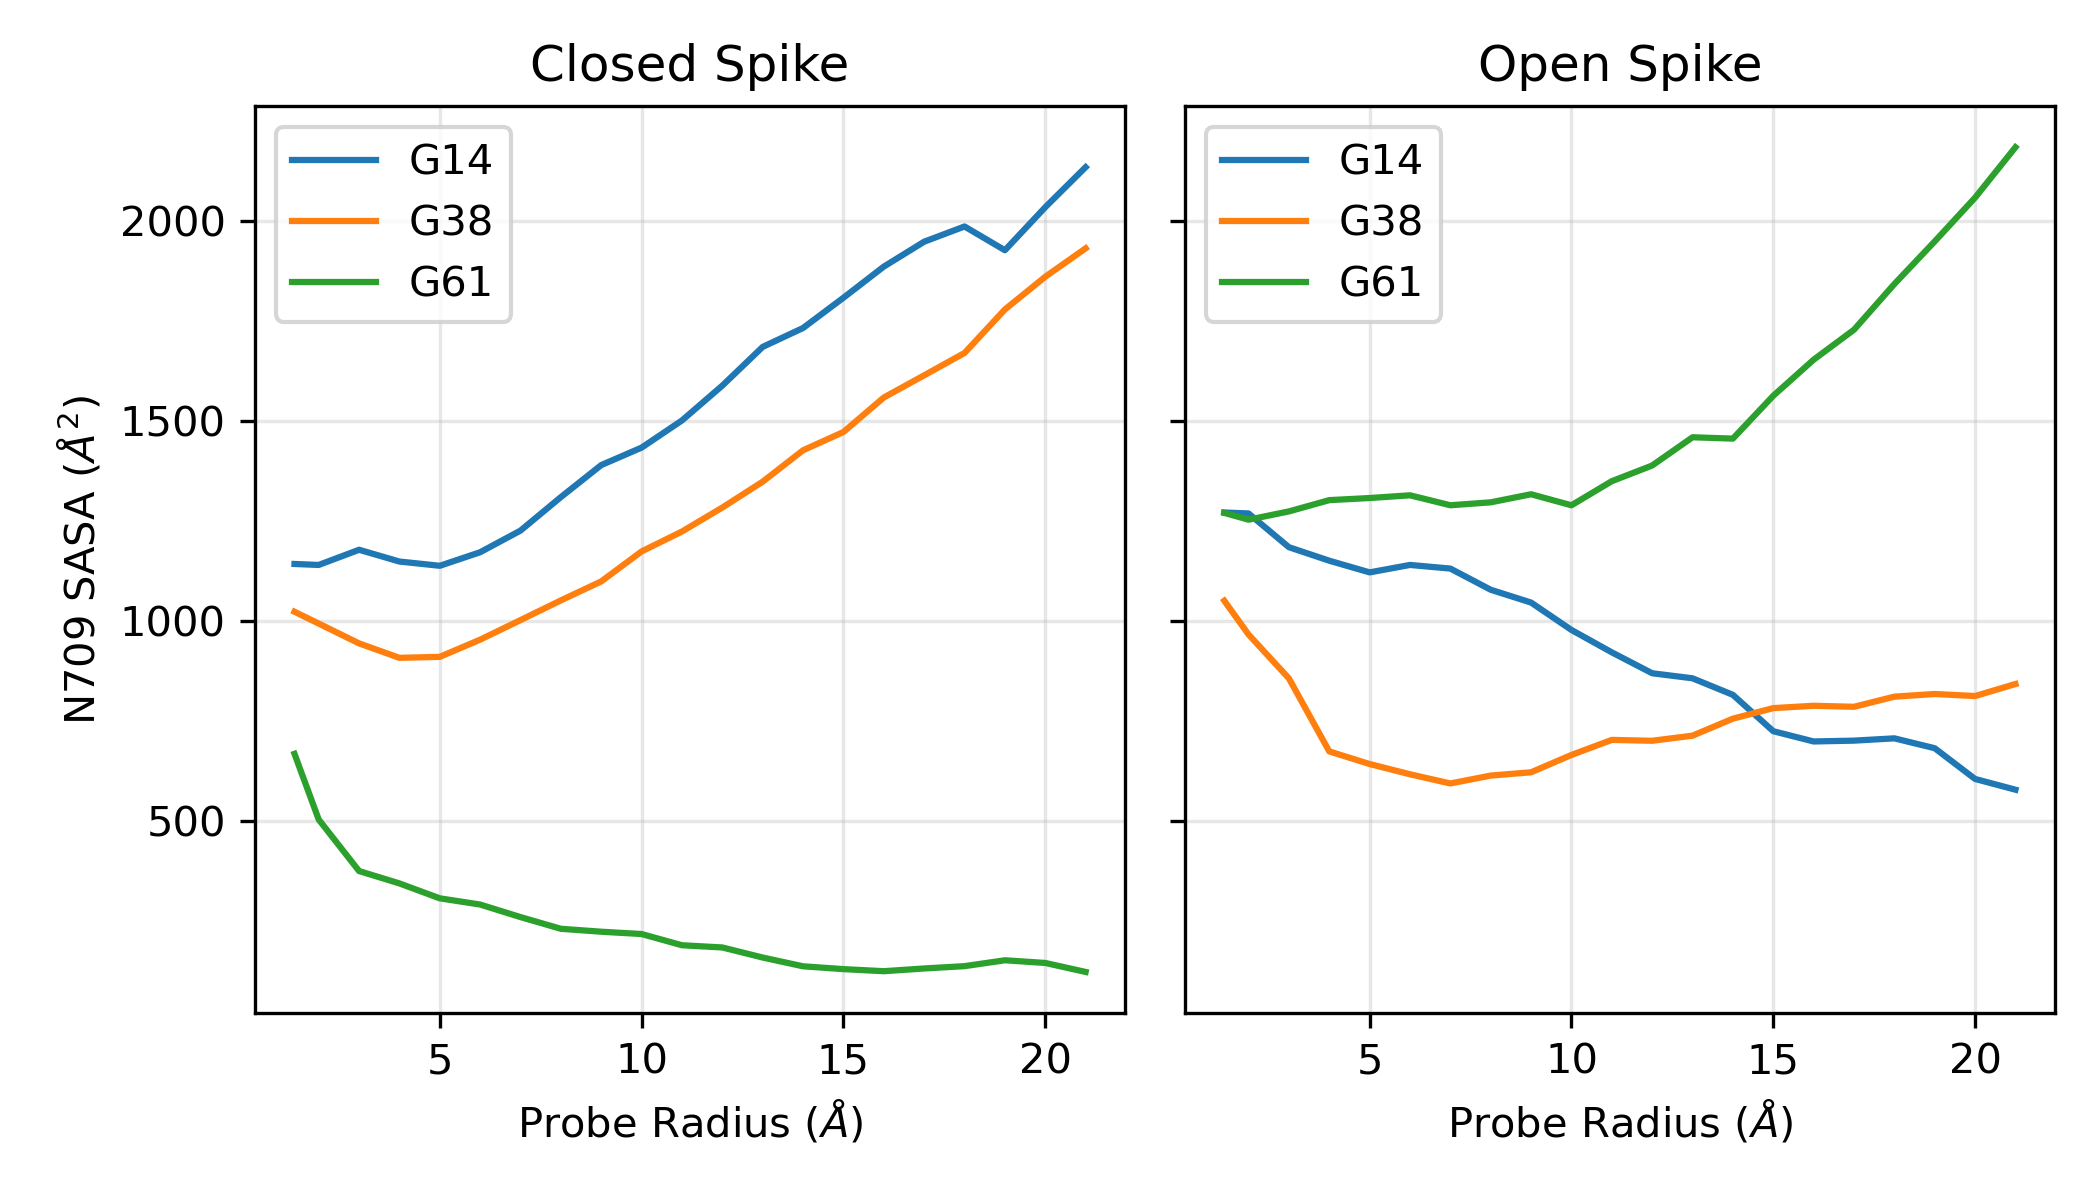 Closed Spike
Open Spike
G14
G38
G61
G14
G38
G61
N709 SASA (Å²)
2000
1500
1000
500
5 10 15 20
5 10 15 20
Probe Radius (Å)
Probe Radius (Å)